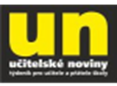 un
učitelské noviny
týdeník pro učitele a přátele školy